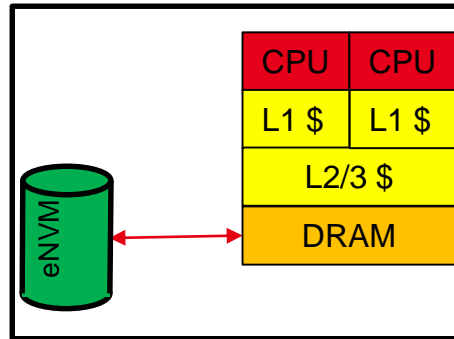 CPU CPU
L1 $ L1 $
L2/3 $
eNVM
DRAM